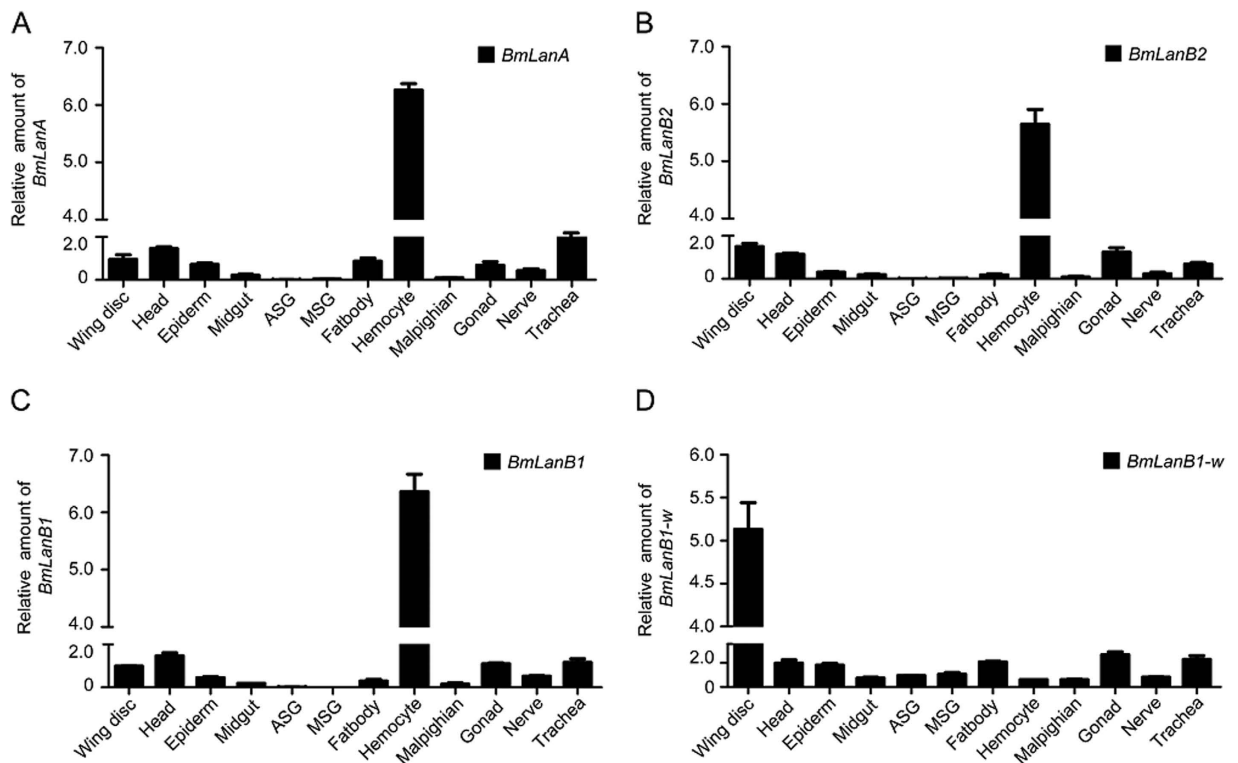 A
Relative amount of
BmLanA
7.0
6.0
5.0
4.0
2.0
0
BmLanA
Wing disc
Head
Epiderm
Midgut
ASG
MSG
Fatbody
Hemocyte
Malpighian
Gonad
Nerve
Trachea
B
Relative amount of
BmLanB2
7.0
6.0
5.0
4.0
2.0
0
BmLanB2
Wing disc
Head
Epiderm
Midgut
ASG
MSG
Fatbody
Hemocyte
Malpighian
Gonad
Nerve
Trachea
C
Relative amount of
BmLanB1
7.0
6.0
5.0
4.0
2.0
0
BmLanB1
Wing disc
Head
Epiderm
Midgut
ASG
MSG
Fatbody
Hemocyte
Malpighian
Gonad
Nerve
Trachea
D
Relative amount of
BmLanB1-w
6.0
5.5
5.0
4.5
4.0
2.0
0
BmLanB1-w
Wing disc
Head
Epiderm
Midgut
ASG
MSG
Fatbody
Hemocyte
Malpighian
Gonad
Nerve
Trachea